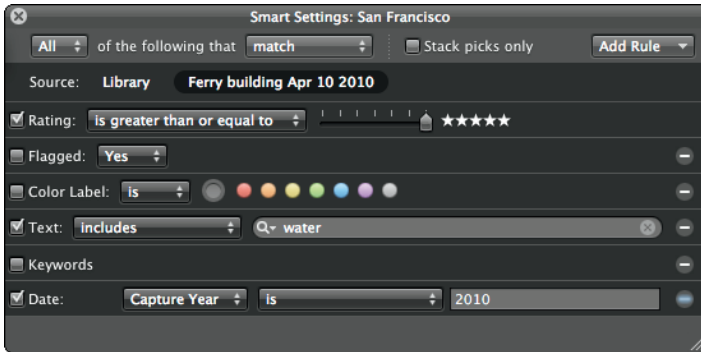 Smart Settings: San Francisco
All of the following that match Stack picks only Add Rule
Source: Library Ferry building Apr 10 2010
Rating: is greater than or equal to ★★★★★
Flagged: Yes
Color Label: is
Text: includes water
Keywords
Date: Capture Year is 2010